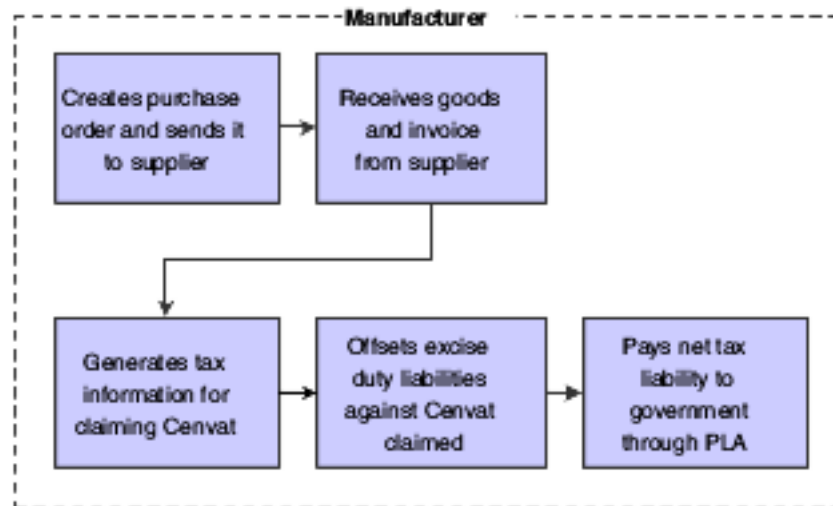 Manufacturer
Creates purchase
order and sends it
to supplier
Receives goods
and invoice
from supplier
Generates tax
information for
claiming Cenvat
Offsets excise
duty liabilities
against Cenvat
claimed
Pays net tax
liability to
government
through PLA